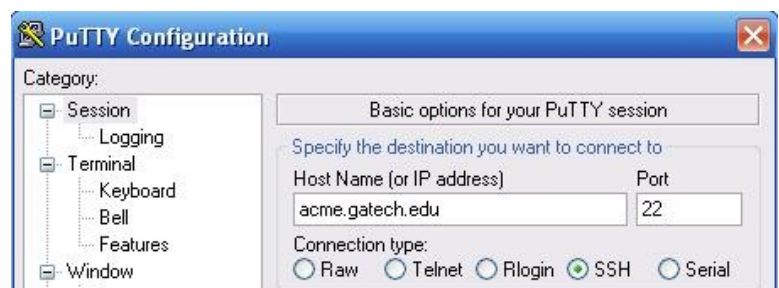 PuTTY Configuration
Category:
Session
Logging
Terminal
Keyboard
Bell
Features
Window
Basic options for your PuTTY session
Specify the destination you want to connect to
Host Name (or IP address) Port
acme.gatech.edu 22
Connection type:
Raw Telnet Rlogin SSH Serial